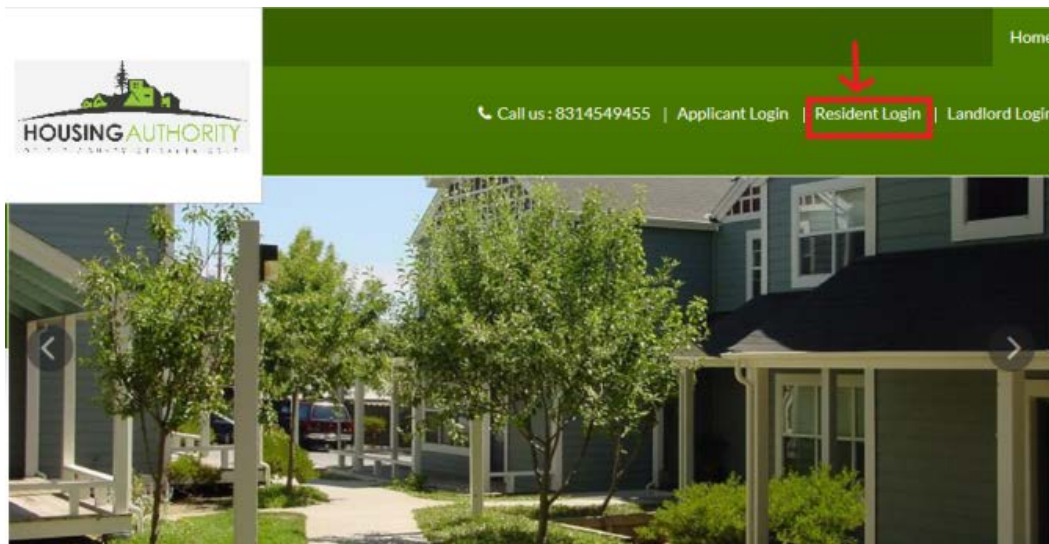 Home
Call us : 8314549455 | Applicant Login | Resident Login | Landlord Login
HOUSING AUTHORITY